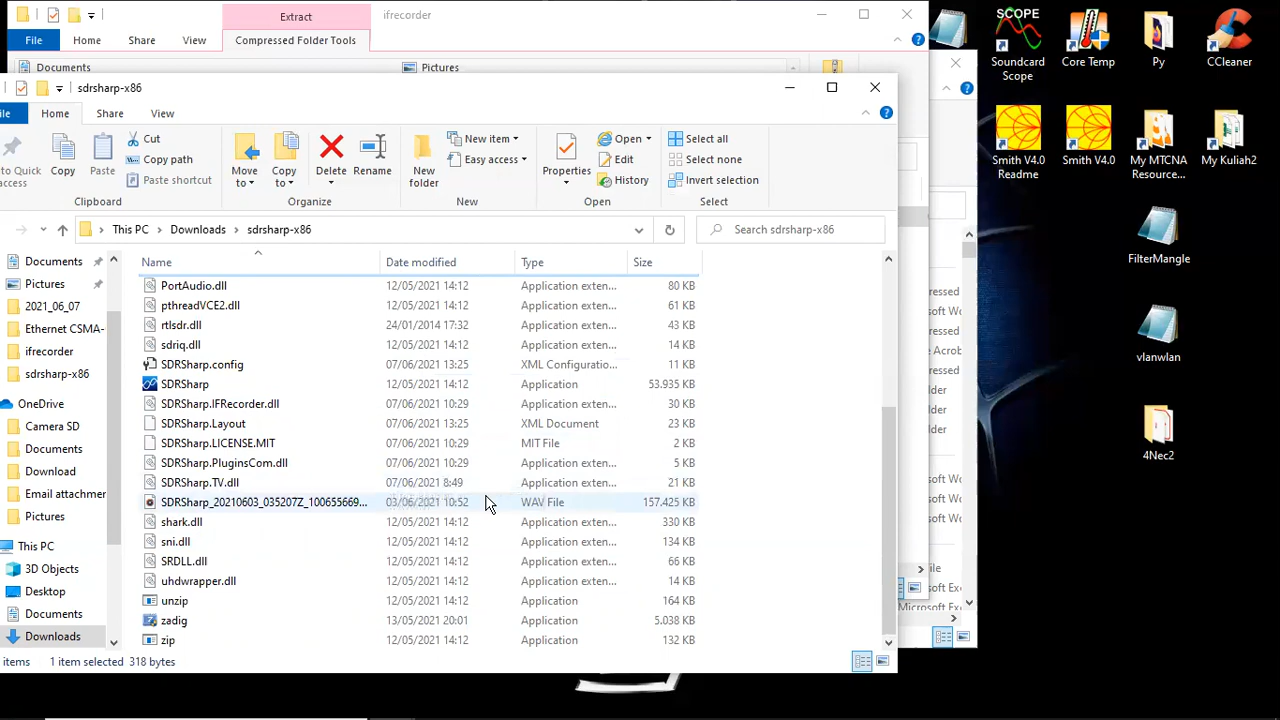 Extract
ifrecorder
File
Home
Share
View
Compressed Folder Tools
Documents
Pictures
sdrsharp-x86
ile
Home
Share
View
to Quick
access
Copy
Paste
Cut
Copy path
Paste shortcut
Clipboard
Move
to
Copy
to
Delete
Rename
Organize
New
folder
New item
Easy access
New
Properties
Open
Edit
History
Open
Select all
Select none
Invert selection
Select
This PC
Downloads
sdrsharp-x86
Search sdrsharp-x86
Documents
Pictures
2021_06_07
Ethernet CSMA-
ifrecorder
sdrsharp-x86
OneDrive
Camera SD
Documents
Download
Email attachmer
Pictures
This PC
3D Objects
Desktop
Documents
Downloads
Name Date modified Type Size
PortAudio.dll 12/05/2021 14:12 Application exten... 80 KB
pthreadVCE2.dll 12/05/2021 14:12 Application exten... 61 KB
rtlsdr.dll 24/01/2014 17:32 Application exten... 43 KB
sdriq.dll 12/05/2021 14:12 Application exten... 14 KB
SDRSharp.config 07/06/2021 13:25 XML Configuratio... 11 KB
SDRSharp 12/05/2021 14:12 Application 53.935 KB
SDRSharp.IFRecorder.dll 07/06/2021 10:29 Application exten... 30 KB
SDRSharp.Layout 07/06/2021 13:25 XML Document 23 KB
SDRSharp.LICENSE.MIT 07/06/2021 10:29 MIT File 2 KB
SDRSharp.PluginsCom.dll 07/06/2021 10:29 Application exten... 5 KB
SDRSharp.TV.dll 07/06/2021 8:49 Application exten... 21 KB
SDRSharp_20210603_035207Z_100655669... 03/06/2021 10:52 WAV File 157.425 KB
shark.dll 12/05/2021 14:12 Application exten... 330 KB
sni.dll 12/05/2021 14:12 Application exten... 134 KB
SRDLL.dll 12/05/2021 14:12 Application exten... 66 KB
uhdwrapper.dll 12/05/2021 14:12 Application exten... 14 KB
unzip 12/05/2021 14:12 Application 164 KB
zadig 13/05/2021 20:01 Application 5.038 KB
zip 12/05/2021 14:12 Application 132 KB
items 1 item selected 318 bytes
ressed
osoft W
ressed
ressed
e Acrob
lder
lder
lder
osoft Ex
osoft W
osoft W
File
osoft Ex
Microsoft Ex
SCOPE
Soundcard
Scope
Core Temp
Py
CCleaner
Smith V4.0
Readme
Smith V4.0
My MTCNA
Resource...
My Kuliah2
FilterMangle
vlanwlan
4Nec2